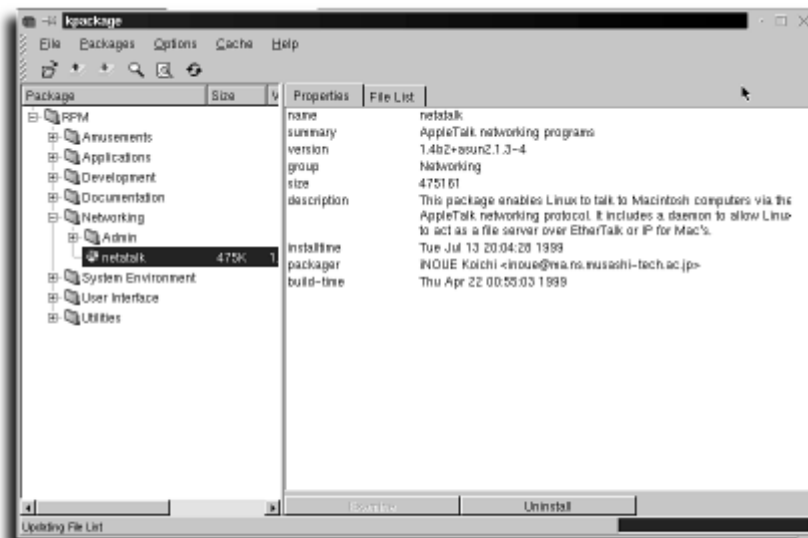 kpackage
File Packages Options Cache Help
Package Size V
RPM
Amusements
Applications
Development
Documentation
Networking
Admin
netatalk 475K 1.
System Environment
User Interface
Utilities
Properties File List
name netatalk
summary AppleTalk networking programs
version 1.4b2+asun2.1.3-4
group Networking
size 475161
description This package enables Linux to talk to Macintosh computers via the
AppleTalk networking protocol. It includes a daemon to allow Linux
to act as a file server over EtherTalk or IP for Mac's.
installtime Tue Jul 13 20:04:28 1999
packager iNOUE Koichi <inoue@ma.ns.musashi-tech.ac.jp>
build-time Thu Apr 22 00:55:03 1999
Examine Uninstall
Updating File List